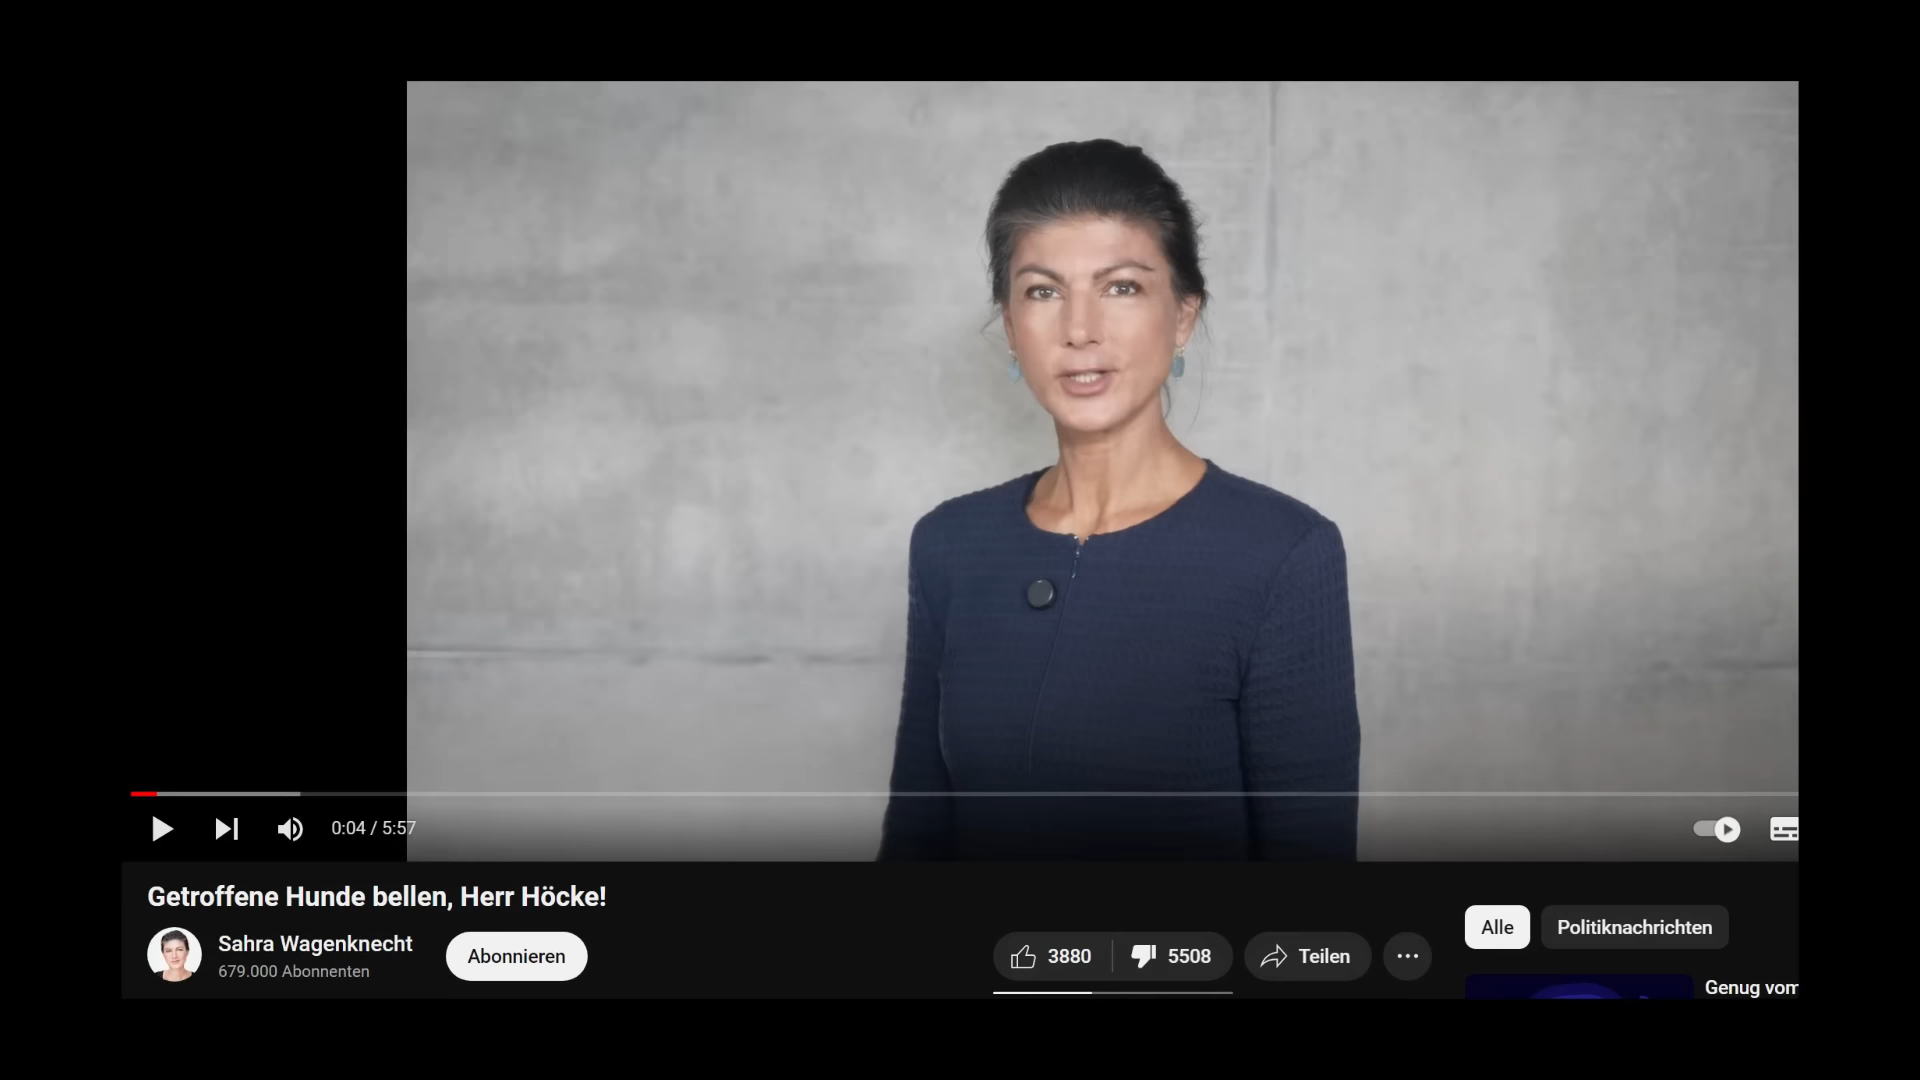 0:04 / 5:57
Getroffene Hunde bellen, Herr Höcke!
Sahra Wagenknecht
679.000 Abonnenten
Abonnieren
3880
5508
Teilen
Alle
Politiknachrichten
Genug vom